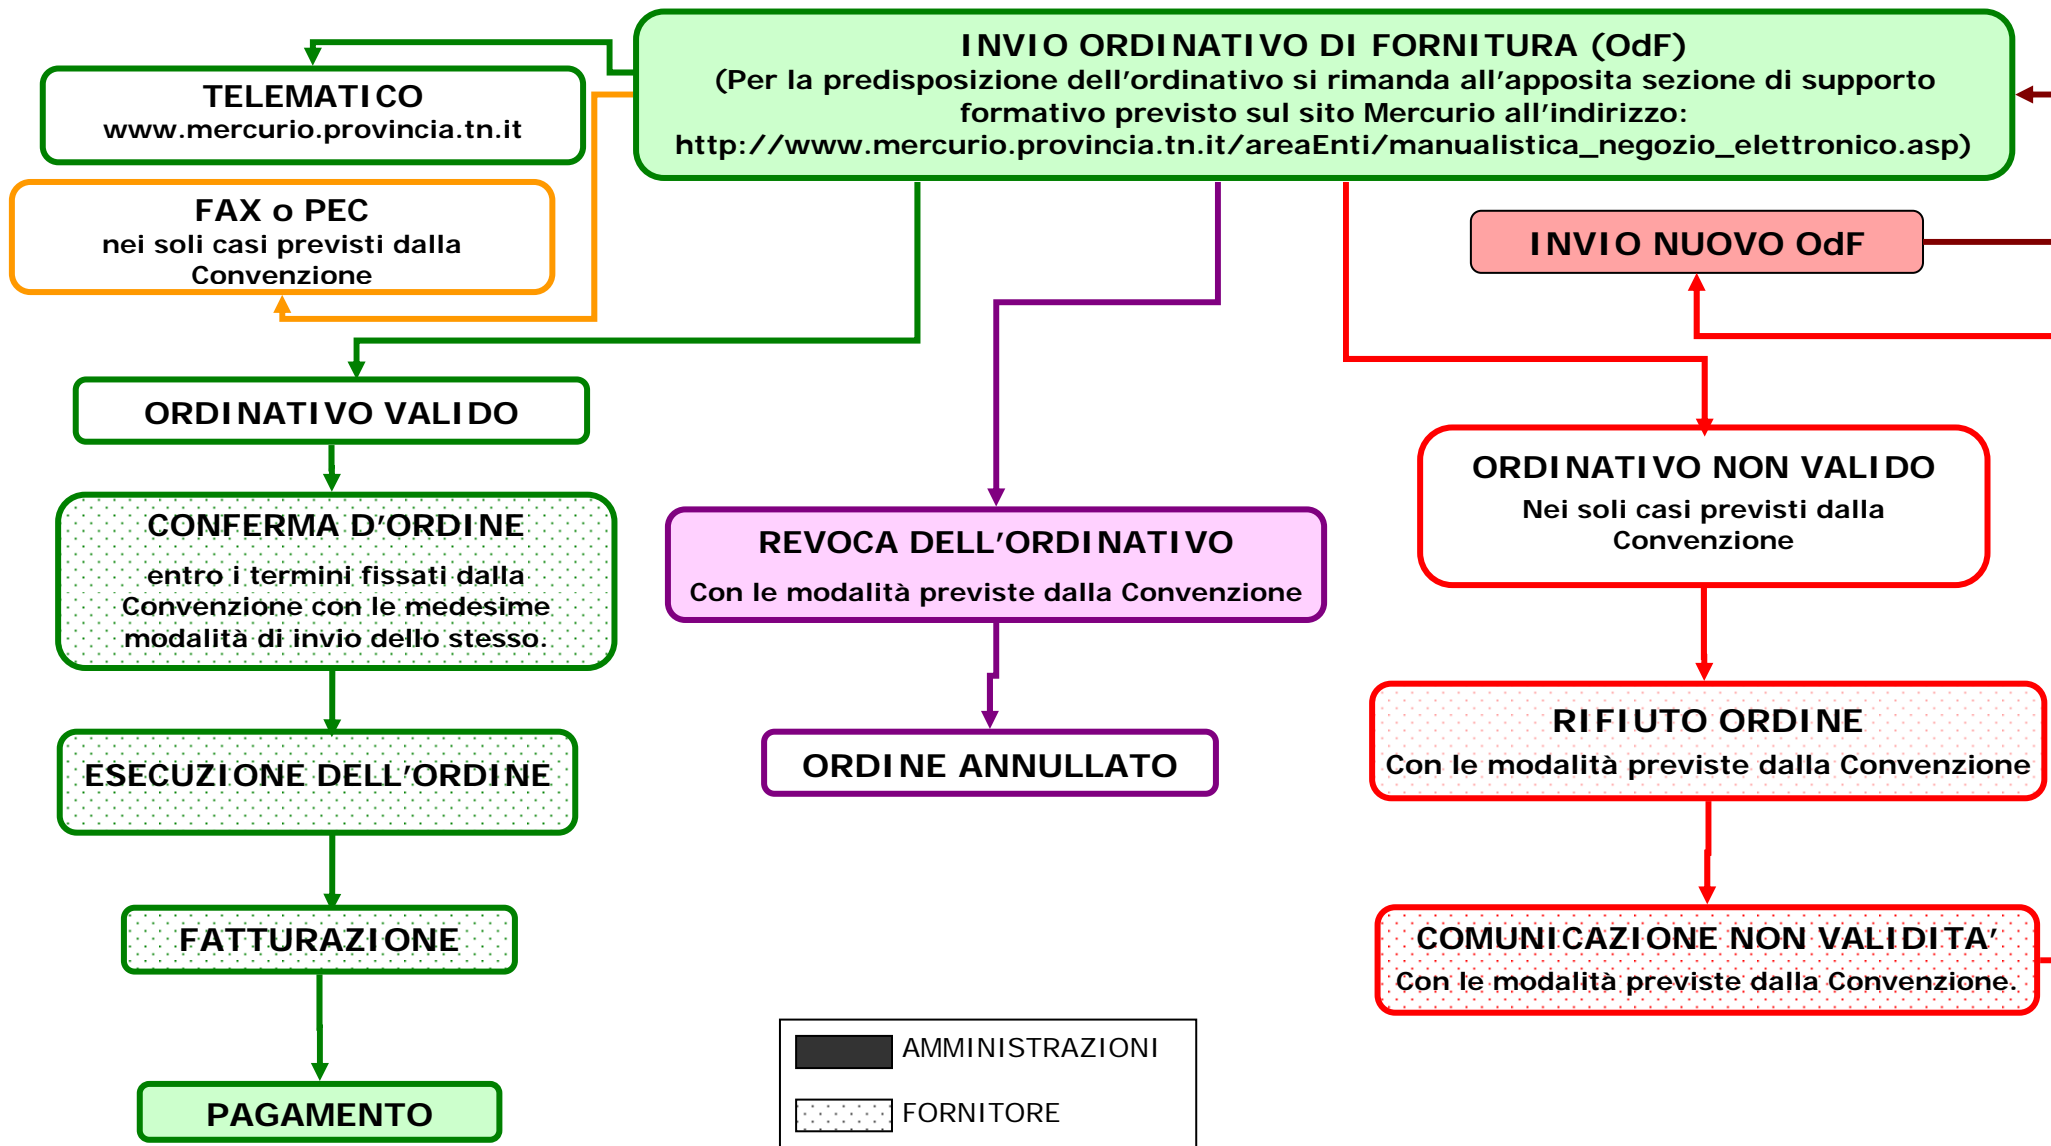 INVIO ORDINATIVO DI FORNITURA (OdF)
(Per la predisposizione dell'ordinativo si rimanda all'apposita sezione di supporto
formativo previsto sul sito Mercurio all'indirizzo:
http://www.mercurio.provincia.tn.it/areaEnti/manualistica_negozio_elettronico.asp)
TELEMATICO
www.mercurio.provincia.tn.it
FAX o PEC
nei soli casi previsti dalla
Convenzione
INVIO NUOVO OdF
ORDINATIVO VALIDO
CONFERMA D'ORDINE
entro i termini fissati dalla
Convenzione con le medesime
modalità di invio dello stesso.
ESECUZIONE DELL'ORDINE
FATTURAZIONE
PAGAMENTO
REVOCA DELL'ORDINATIVO
Con le modalità previste dalla Convenzione
ORDINE ANNULLATO
ORDINATIVO NON VALIDO
Nei soli casi previsti dalla
Convenzione
RIFIUTO ORDINE
Con le modalità previste dalla Convenzione
COMUNICAZIONE NON VALIDITA'
Con le modalità previste dalla Convenzione.
AMMINISTRAZIONI
FORNITORE